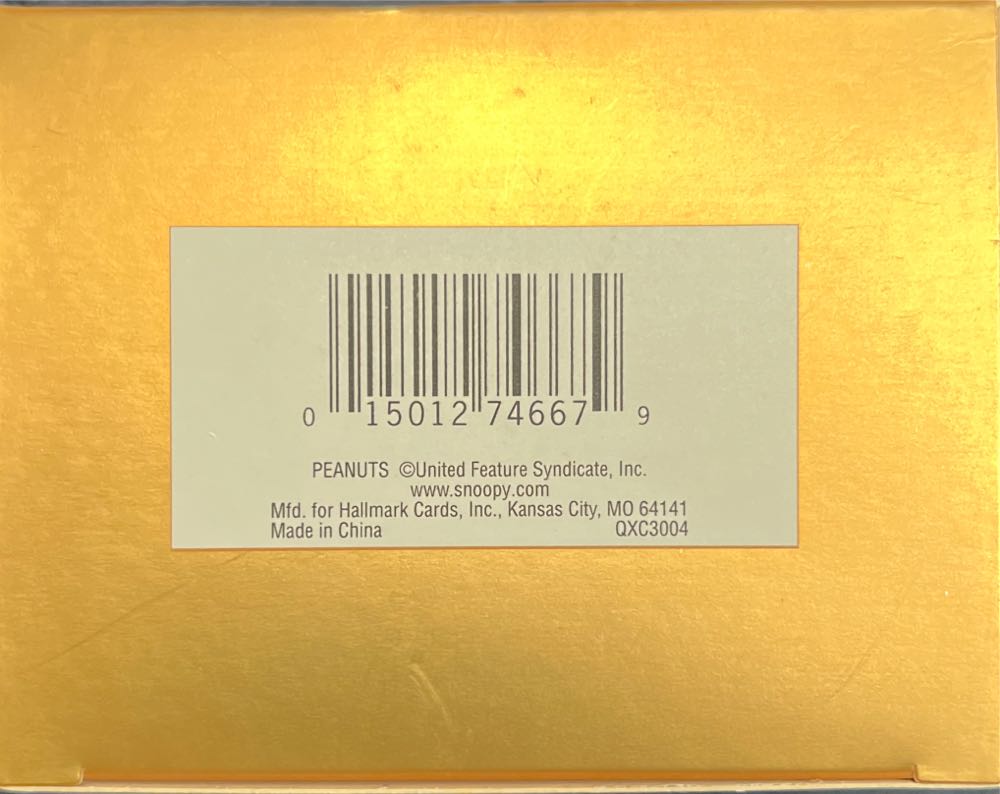 0 15012 74667 9
PEANUTS ©United Feature Syndicate, Inc.
www.snoopy.com
Mfd. for Hallmark Cards, Inc., Kansas City, MO 64141
Made in China QXC3004